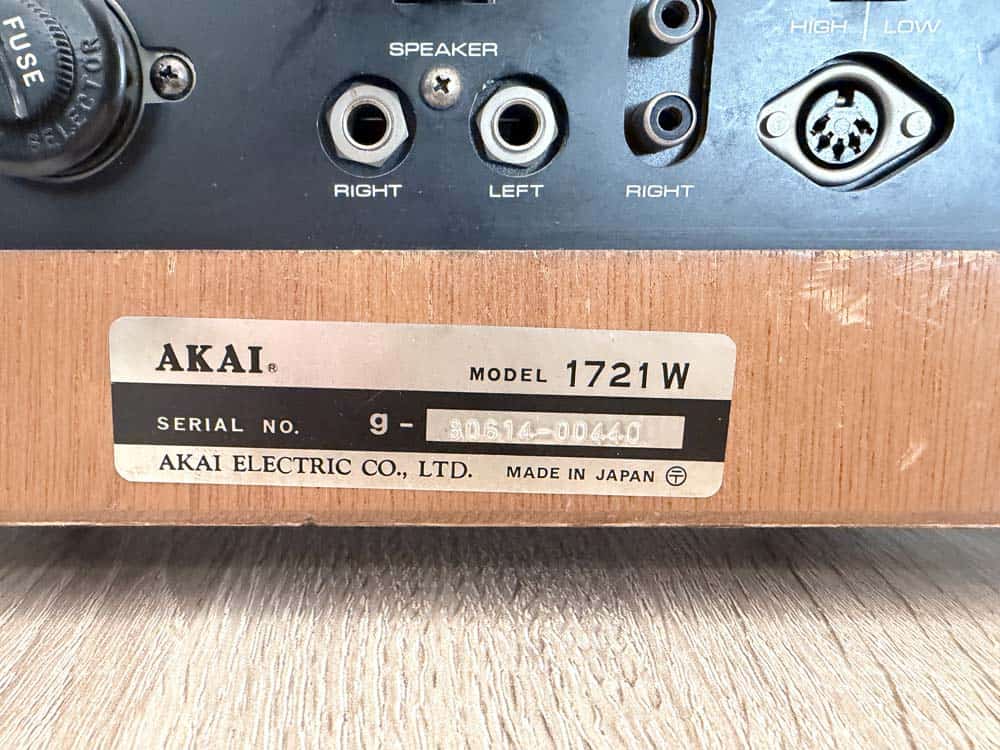 FUSE
SELECTOR
SPEAKER
HIGH | LOW
RIGHT
LEFT
RIGHT
AKAI®
MODEL 1721W
SERIAL NO. g-80614-00440
AKAI ELECTRIC CO., LTD. MADE IN JAPAN